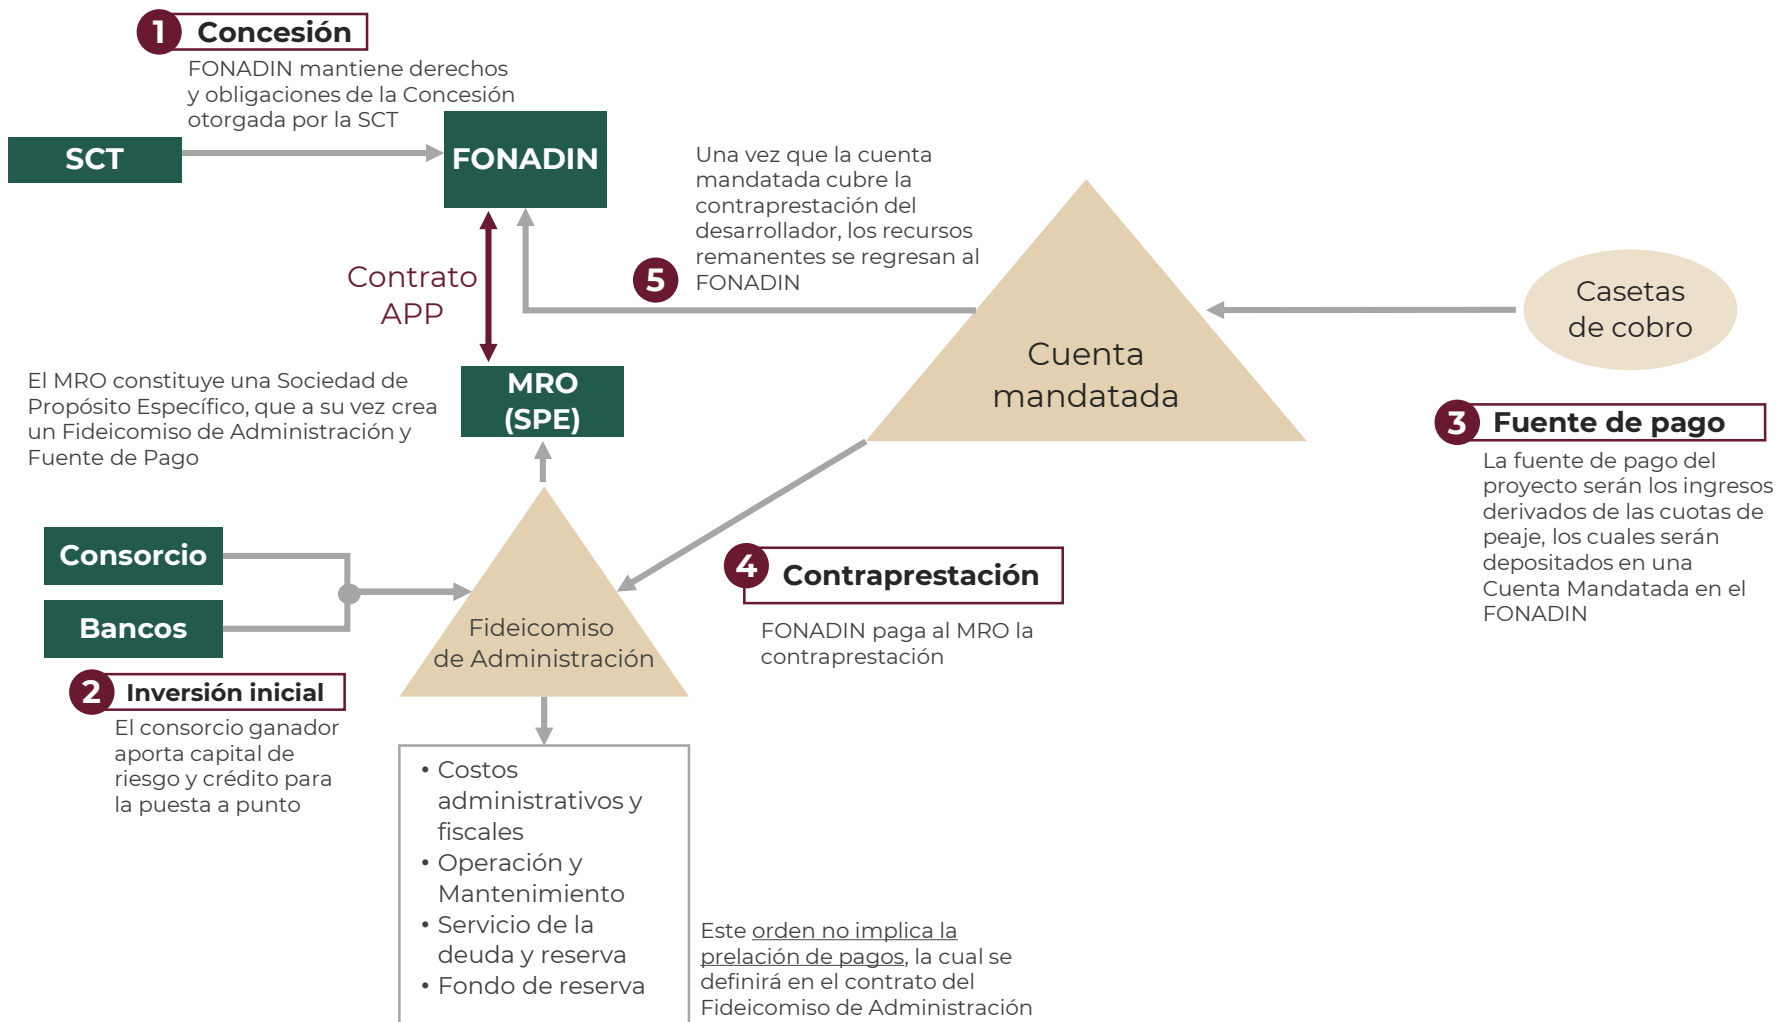 1 Concesión
FONADIN mantiene derechos
y obligaciones de la Concesión
otorgada por la SCT
SCT
FONADIN
Contrato
APP
Una vez que la cuenta
mandatada cubre la
contraprestación del
desarrollador, los recursos
remanentes se regresan al
FONADIN
5
Cuenta
mandatada
Casetas
de cobro
3 Fuente de pago
La fuente de pago del
proyecto serán los ingresos
derivados de las cuotas de
peaje, los cuales serán
depositados en una
Cuenta Mandatada en el
FONADIN
El MRO constituye una Sociedad de
Propósito Específico, que a su vez crea
un Fideicomiso de Administración y
Fuente de Pago
MRO
(SPE)
Consorcio
Bancos
2 Inversión inicial
El consorcio ganador
aporta capital de
riesgo y crédito para
la puesta a punto
Fideicomiso
de Administración
4 Contraprestación
FONADIN paga al MRO la
contraprestación
• Costos
administrativos y
fiscales
• Operación y
Mantenimiento
• Servicio de la
deuda y reserva
• Fondo de reserva
Este orden no implica la
prelación de pagos, la cual se
definirá en el contrato del
Fideicomiso de Administración